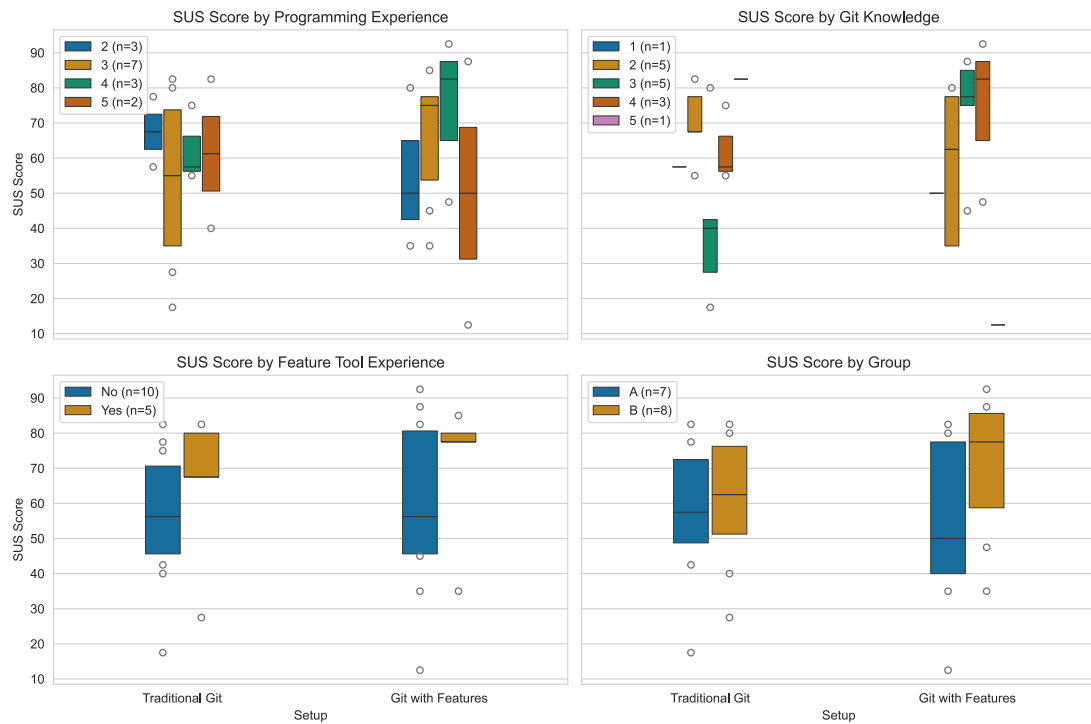 SUS Score by Programming Experience
2 (n=3)
3 (n=7)
4 (n=3)
5 (n=2)
SUS Score
90
80
70
60
50
40
30
20
10
SUS Score by Git Knowledge
1 (n=1)
2 (n=5)
3 (n=5)
4 (n=3)
5 (n=1)
SUS Score by Feature Tool Experience
No (n=10)
Yes (n=5)
SUS Score
90
80
70
60
50
40
30
20
10
Traditional Git
Git with Features
Setup
SUS Score by Group
A (n=7)
B (n=8)
Traditional Git
Git with Features
Setup